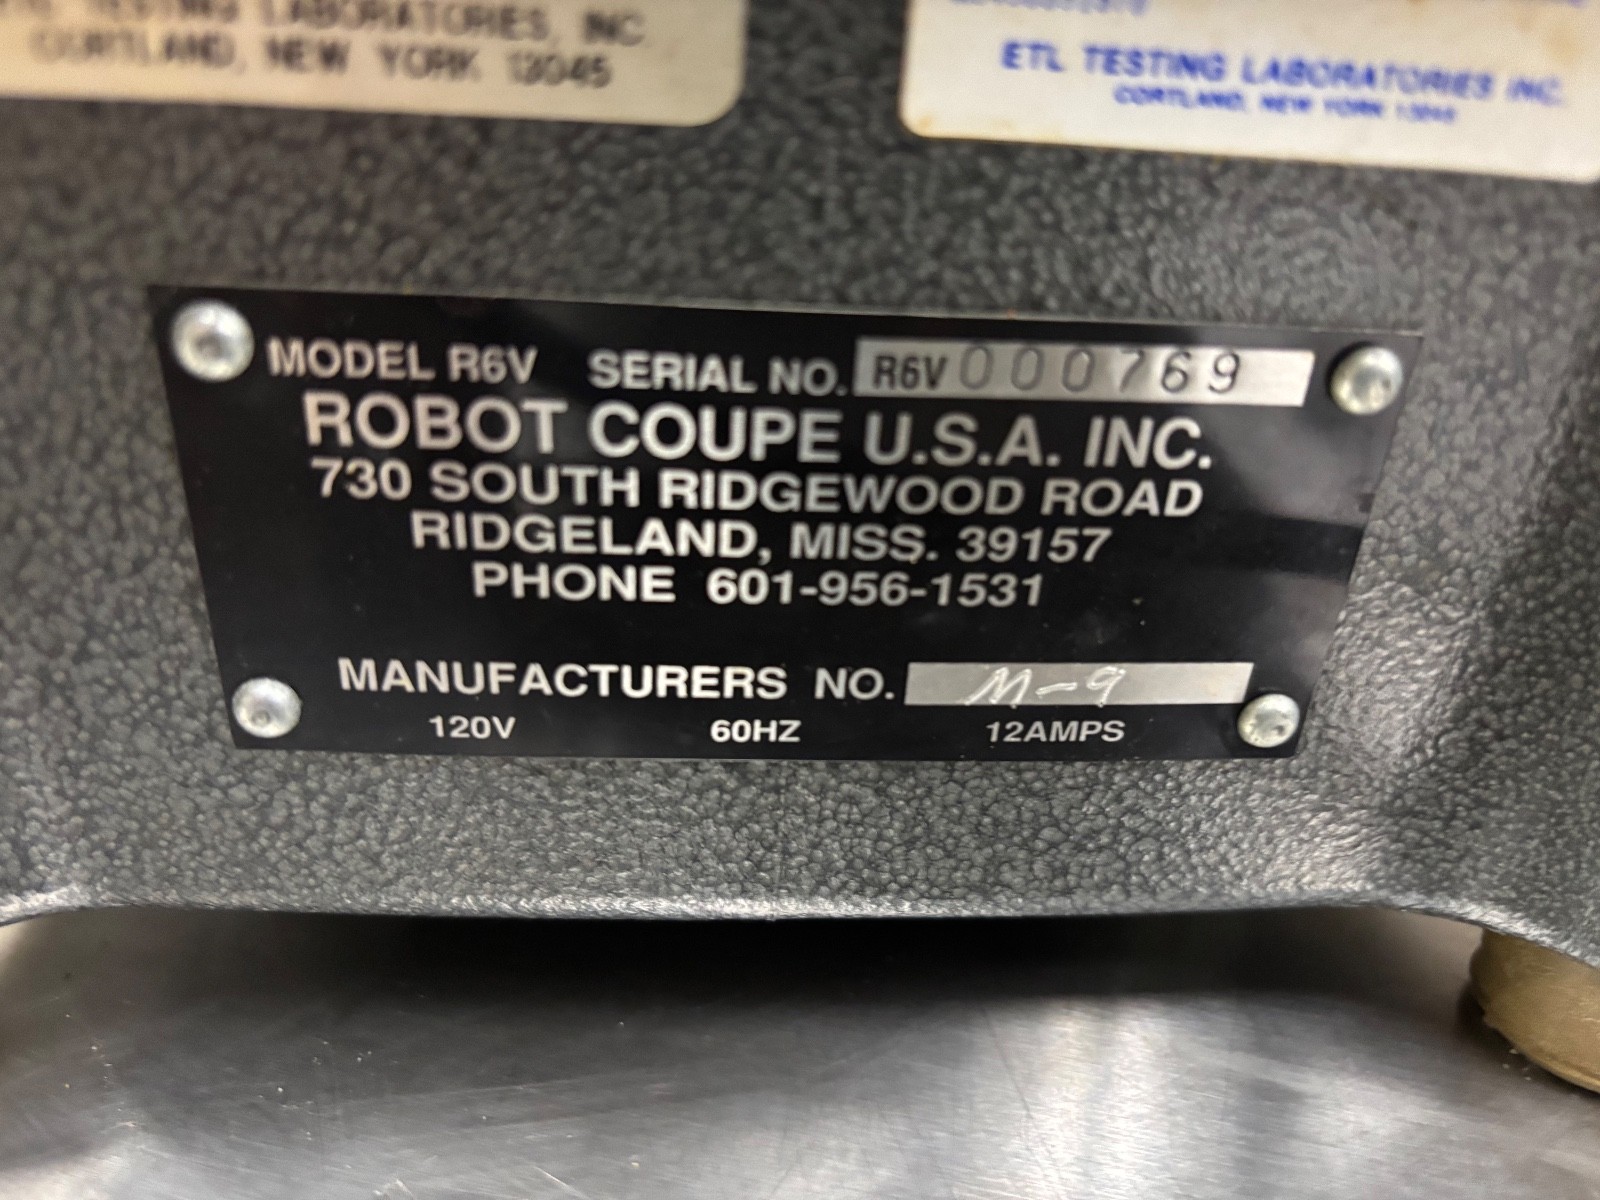 TESTING LABORATORIES, INC.
CORTLAND, NEW YORK 13045
ETL TESTING LABORATORIES INC.
CORTLAND, NEW YORK 13045
MODEL R6V SERIAL NO. R6V 000769
ROBOT COUPE U.S.A. INC.
730 SOUTH RIDGEWOOD ROAD
RIDGELAND, MISS. 39157
PHONE 601-956-1531
MANUFACTURERS NO. M-9
120V 60HZ 12AMPS